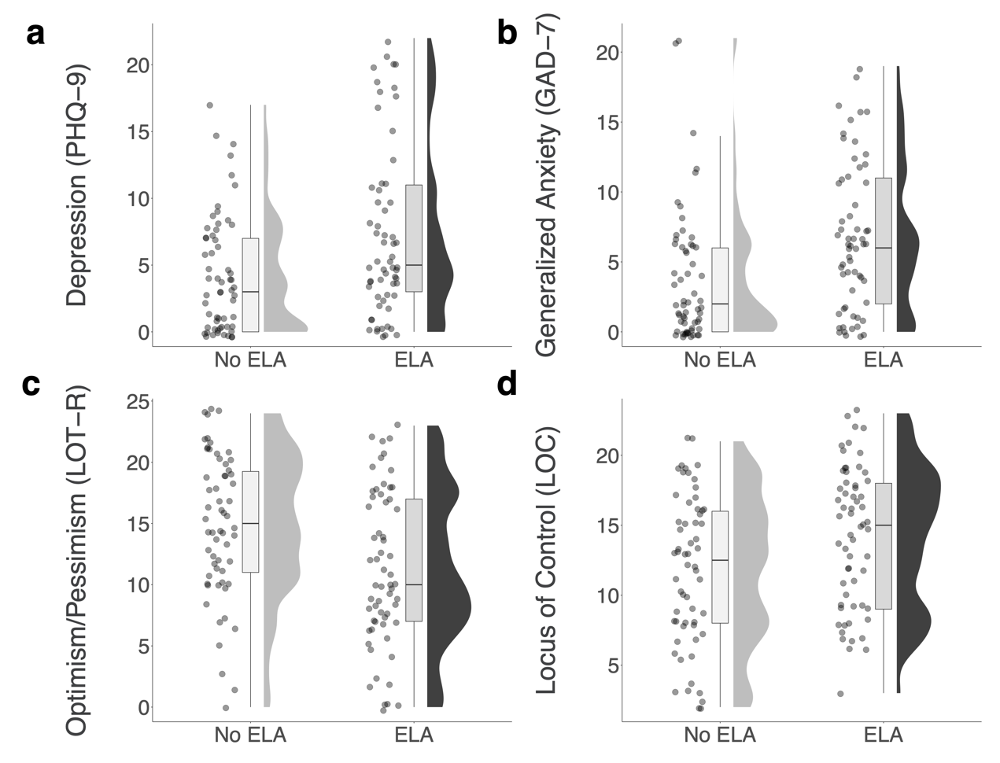 a
Depression (PHQ−9)
20
15
10
5
0
No ELA
ELA
b
Generalized Anxiety (GAD−7)
20
15
10
5
0
No ELA
ELA
c
Optimism/Pessimism (LOT−R)
25
20
15
10
5
0
No ELA
ELA
d
Locus of Control (LOC)
20
15
10
5
No ELA
ELA